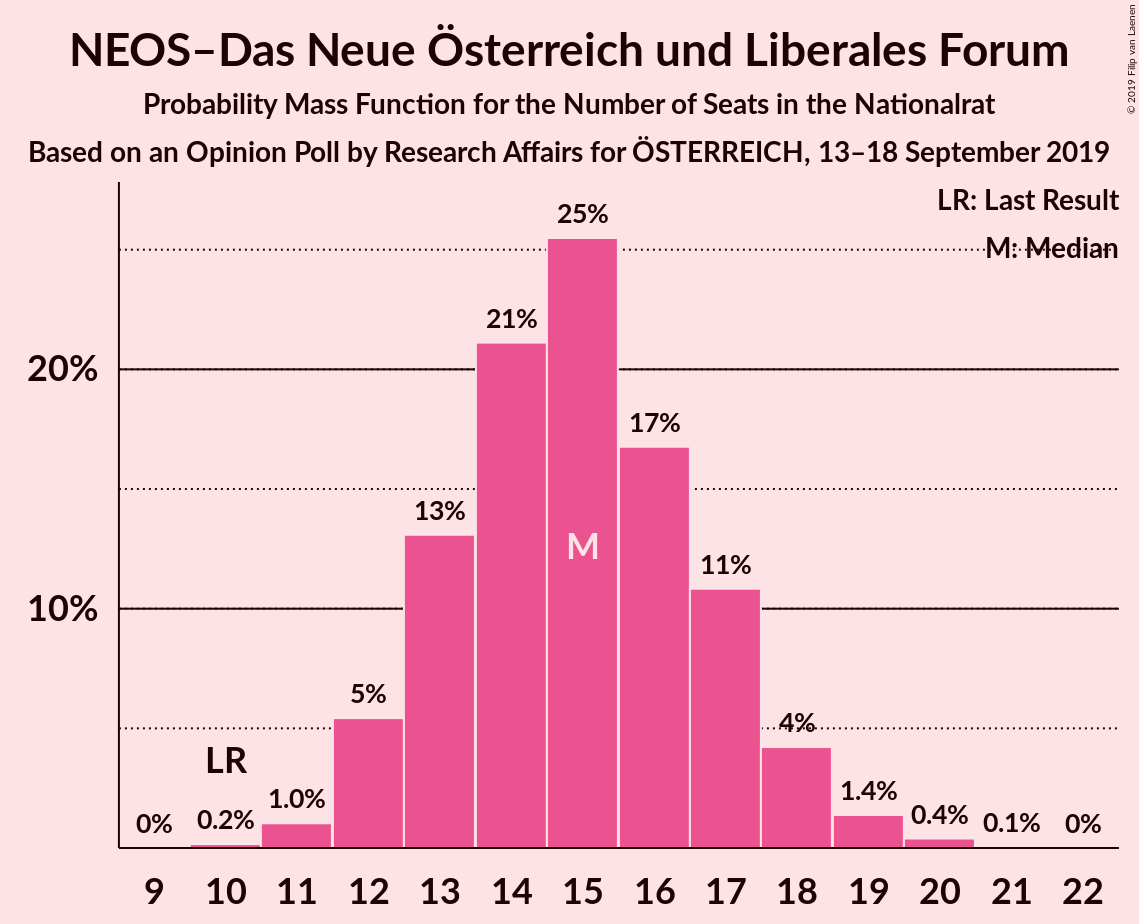 NEOS–Das Neue Österreich und Liberales Forum
Probability Mass Function for the Number of Seats in the Nationalrat
Based on an Opinion Poll by Research Affairs for ÖSTERREICH, 13–18 September 2019
© 2019 Filip van Laenen
LR: Last Result
M: Median
25%
21%
20%
17%
13%
M
11%
10%
5%
4%
LR
1.4%
1.0%
0.4%
0.2%
0.1%
0%
0%
9 10 11 12 13 14 15 16 17 18 19 20 21 22